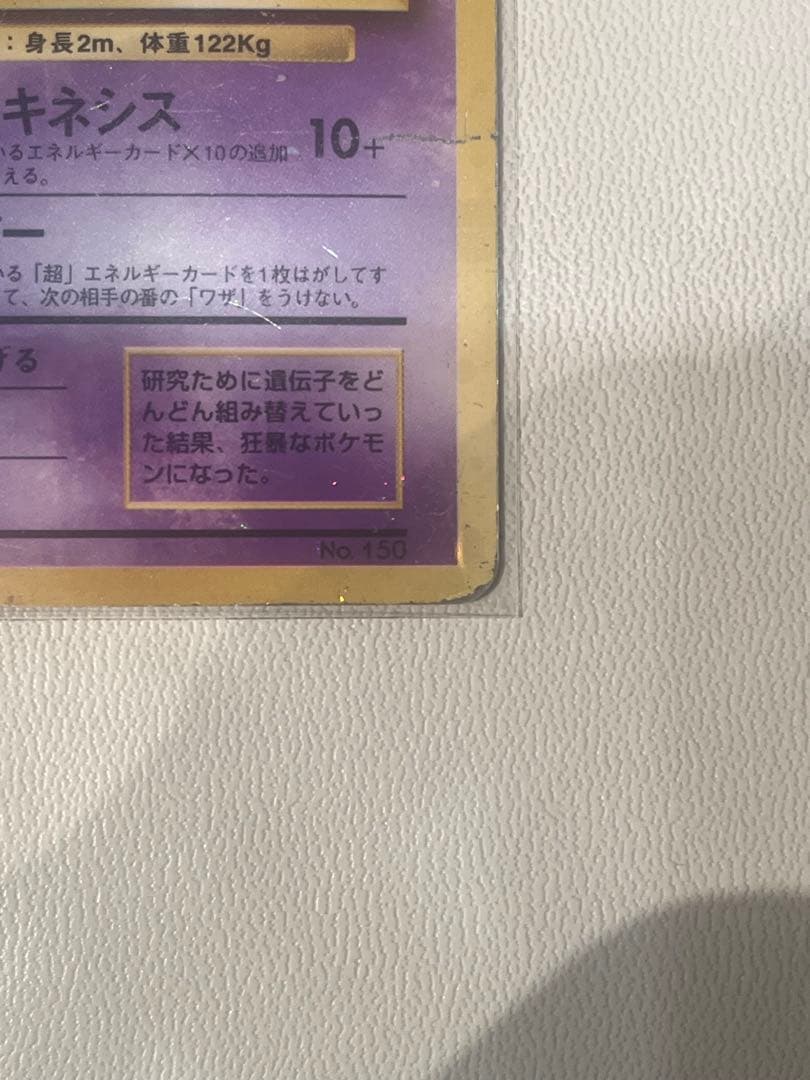 ：身長2m、体重122Kg
キネシス
10+
いるエネルギーカード×10の追加
える。
ー
いる「超」エネルギーカードを1枚はがしてす
て、次の相手の番の「ワザ」をうけない。
げる
研究ために遺伝子をど
んどん組み替えていっ
た結果、狂暴なポケモ
ンになった。
No. 150